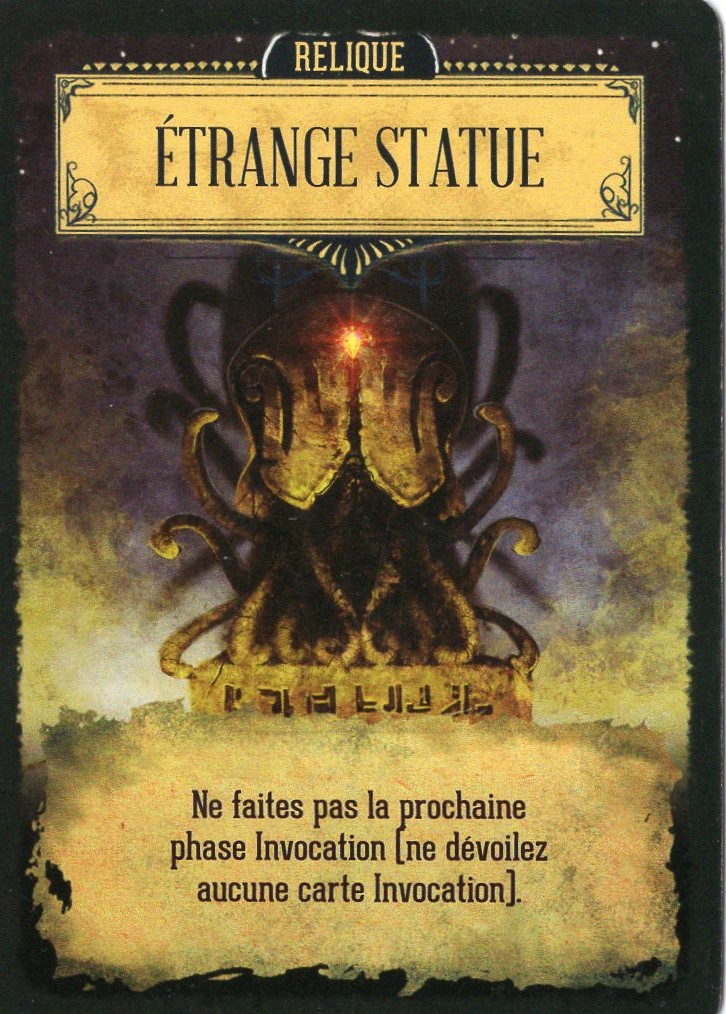 RELIQUE
ÉTRANGE STATUE
Ne faites pas la prochaine
phase Invocation [ne dévoilez
aucune carte Invocation].